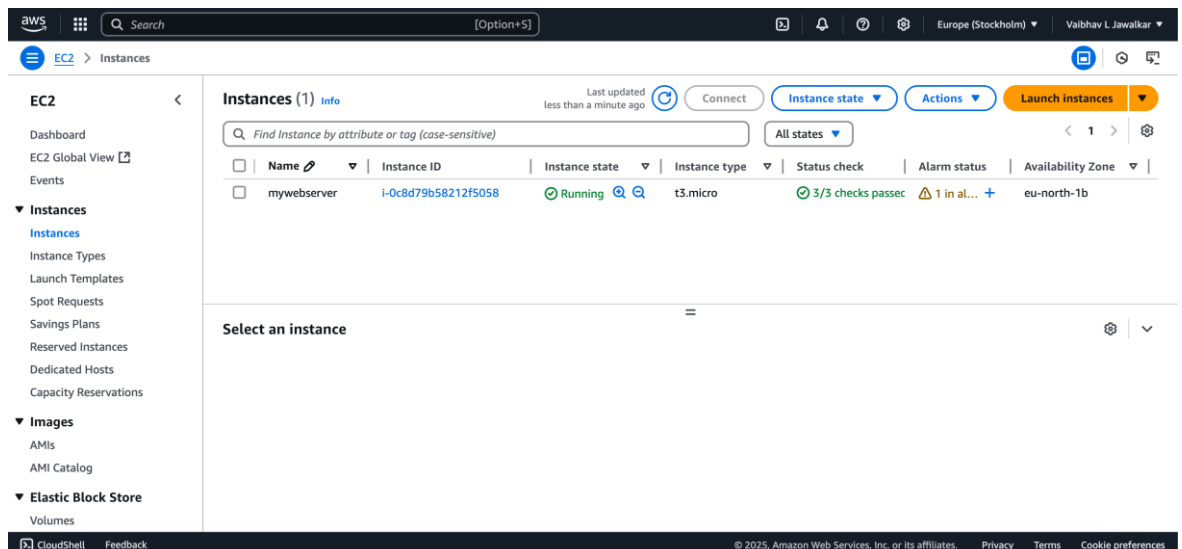 aws Search [Option+S] Europe (Stockholm) Vaibhav L Jawalkar
EC2 > Instances
EC2
Dashboard
EC2 Global View
Events
Instances
Instances
Instance Types
Launch Templates
Spot Requests
Savings Plans
Reserved Instances
Dedicated Hosts
Capacity Reservations
Images
AMIs
AMI Catalog
Elastic Block Store
Volumes
Instances (1) Info
Last updated
less than a minute ago
Connect Instance state Actions Launch instances
Find Instance by attribute or tag (case-sensitive) All states < 1 >
Name Instance ID Instance state Instance type Status check Alarm status Availability Zone
mywebserver i-0c8d79b58212f5058 Running t3.micro 3/3 checks passec 1 in al... + eu-north-1b
Select an instance
CloudShell Feedback © 2025, Amazon Web Services, Inc. or its affiliates. Privacy Terms Cookie preferences